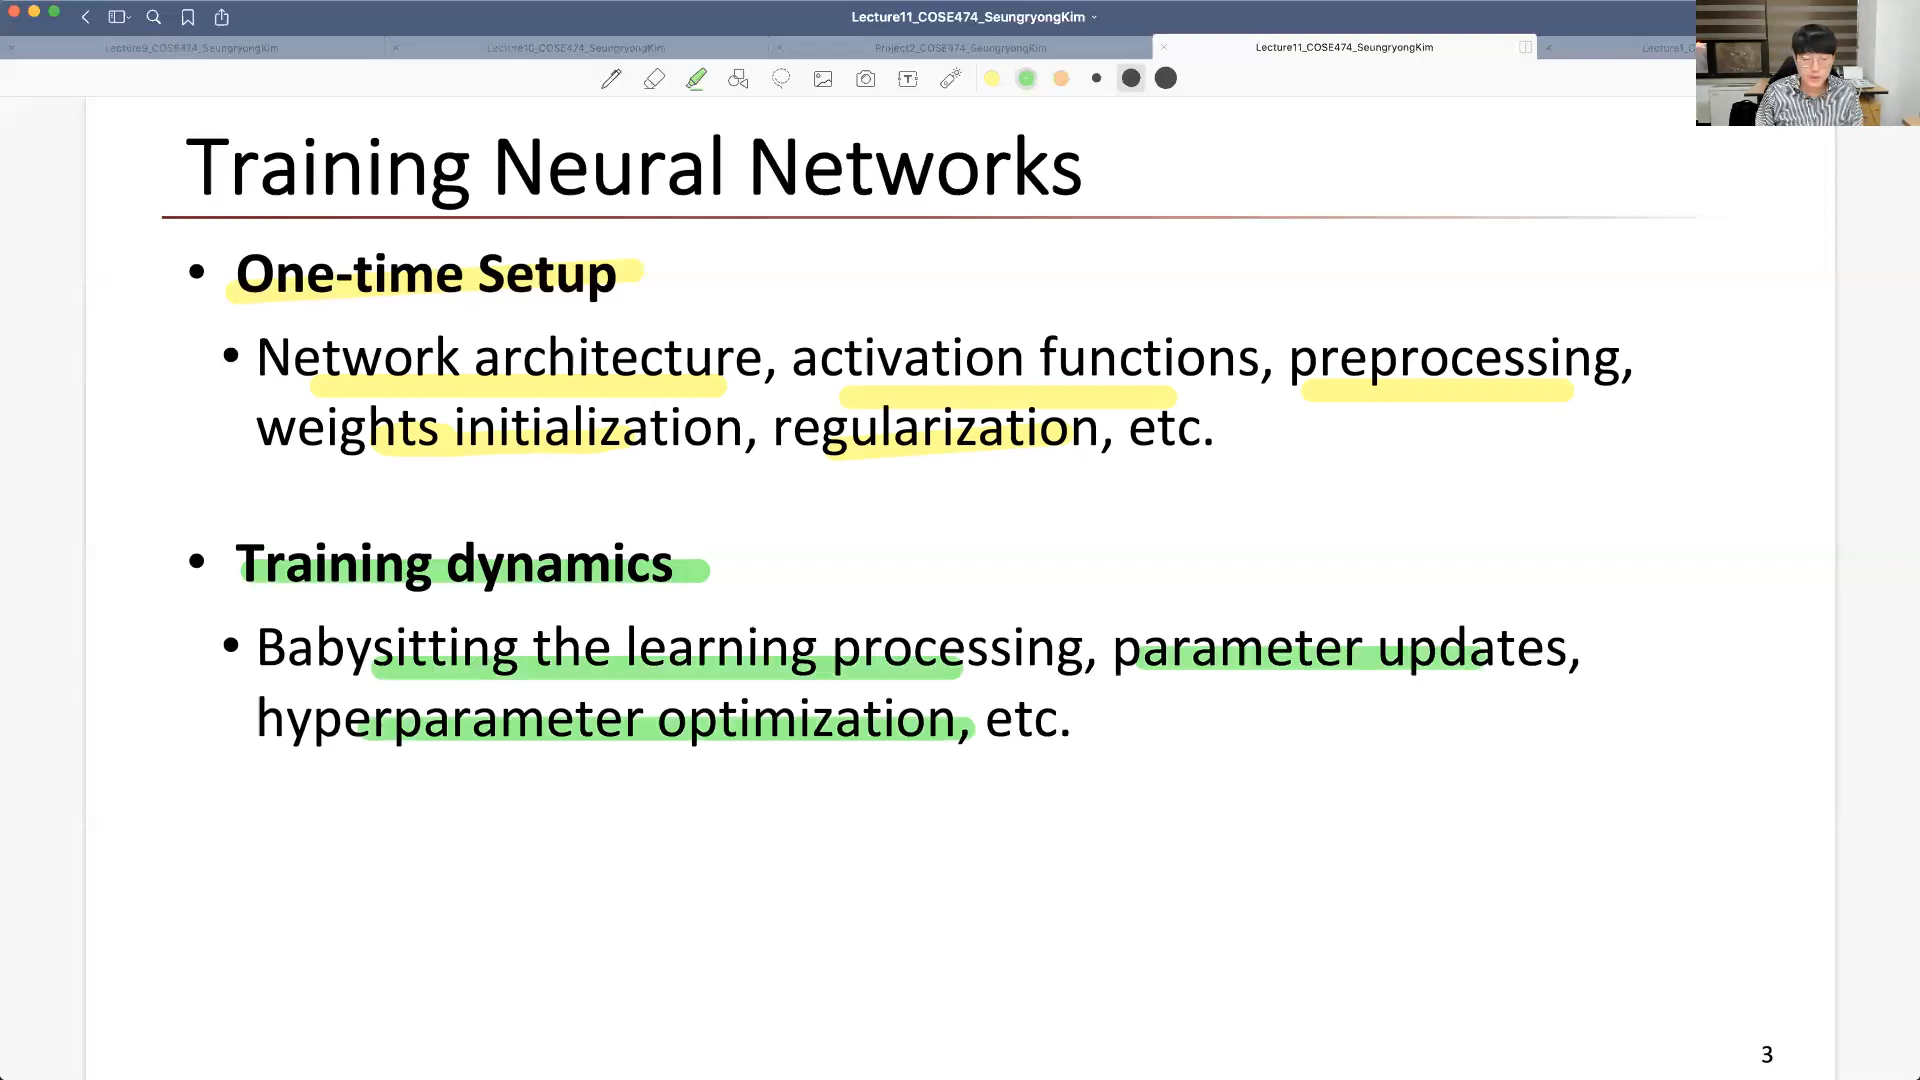 Lecture11_COSE474_SeungryongKim
Lecture9_COSE474_SeungryongKim
Lecture10_COSE474_SeungryongKim
Project2_COSE474_SeungryongKim
Lecture11_COSE474_SeungryongKim
Training Neural Networks
• One-time Setup
• Network architecture, activation functions, preprocessing,
weights initialization, regularization, etc.
• Training dynamics
• Babysitting the learning processing, parameter updates,
hyperparameter optimization, etc.
3